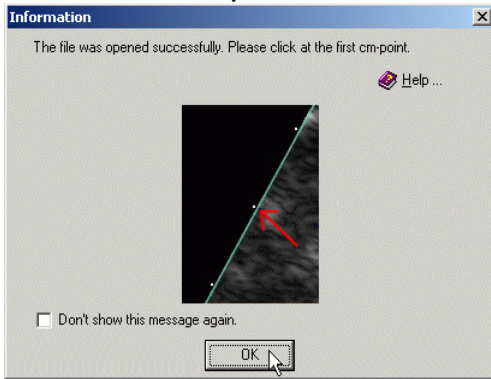 Information
The file was opened successfully. Please click at the first cm-point.
Help ...
Don't show this message again.
OK